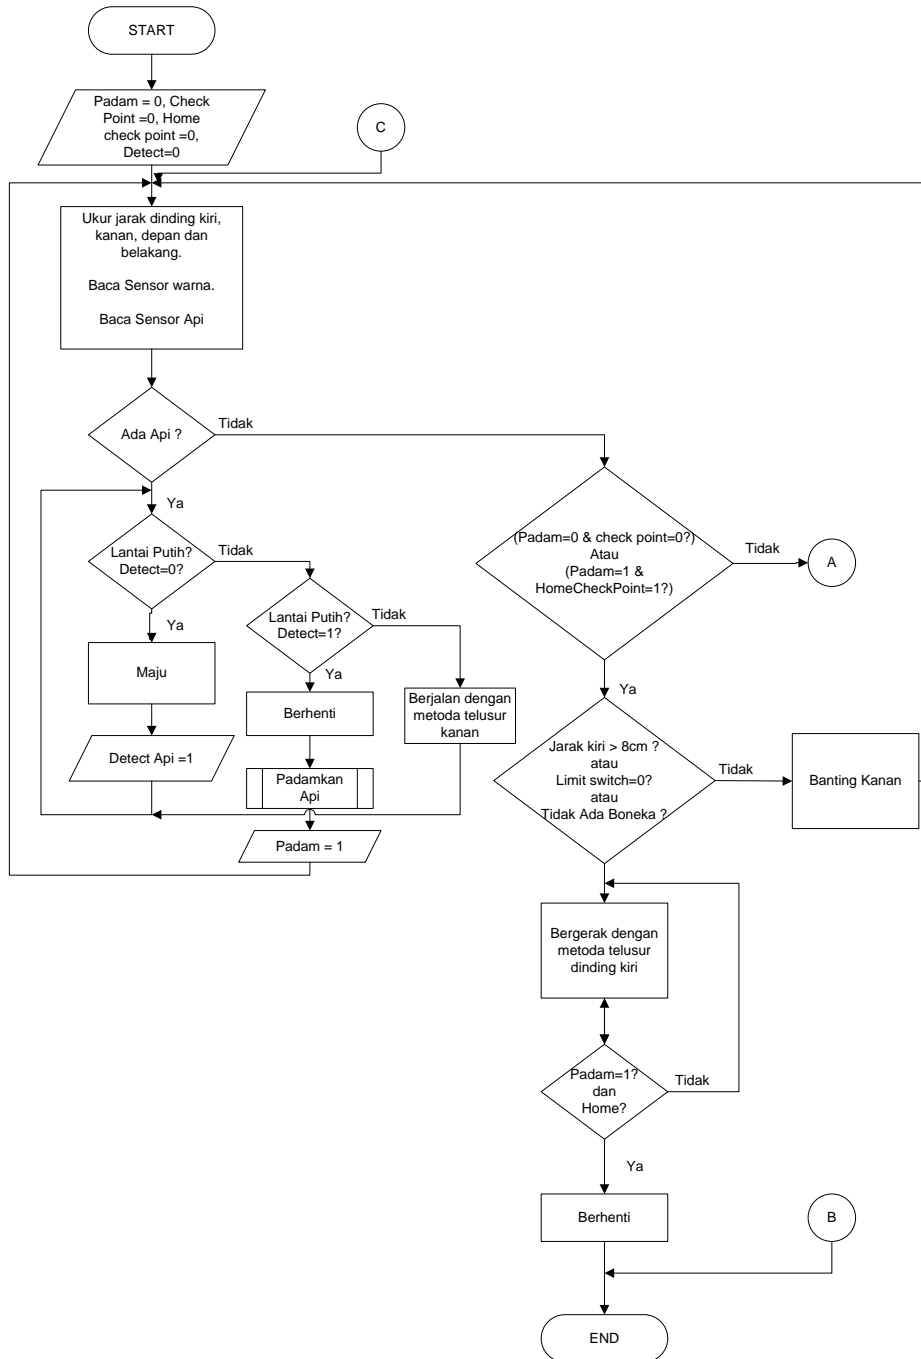 START
Padam = 0, Check
Point =0, Home
check point =0,
Detect=0
C
Ukur jarak dinding kiri,
kanan, depan dan
belakang.
Baca Sensor warna.
Baca Sensor Api
Ada Api ?
Tidak
Ya
Lantai Putih?
Detect=0?
Tidak
Ya
Lantai Putih?
Detect=1?
Tidak
Ya
Maju
Detect Api =1
Berhenti
Padamkan
Api
Padam = 1
Berjalan dengan
metoda telusur
kanan
(Padam=0 & check point=0?)
Atau
(Padam=1 &
HomeCheckPoint=1?)
Tidak
A
Ya
Jarak kiri > 8cm ?
atau
Limit switch=0?
atau
Tidak Ada Boneka ?
Tidak
Banting Kanan
Bergerak dengan
metoda telusur
dinding kiri
Padam=1?
dan
Home?
Tidak
Ya
Berhenti
B
END